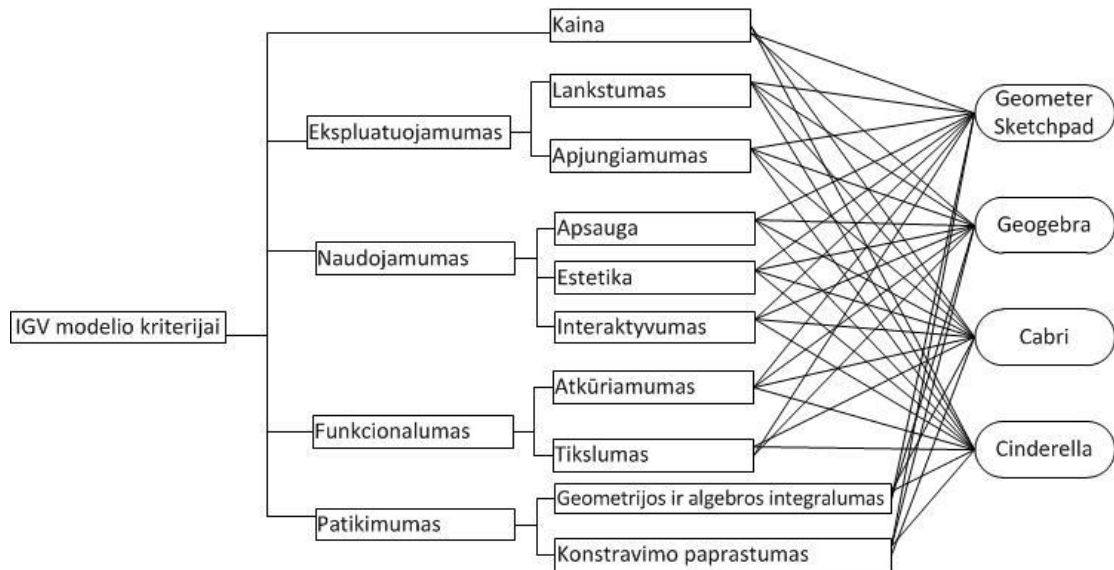 IGV modelio kriterijai
Ekspluatuojamumas
Naudojamumas
Funkcionalumas
Patikimumas
Kaina
Lankstumas
Apjungiamumas
Apsauga
Estetika
Interaktyvumas
Atkūriamumas
Tikslumas
Geometrijos ir algebros integralumas
Konstravimo paprastumas
Geometer
Sketchpad
Geogebra
Cabri
Cinderella